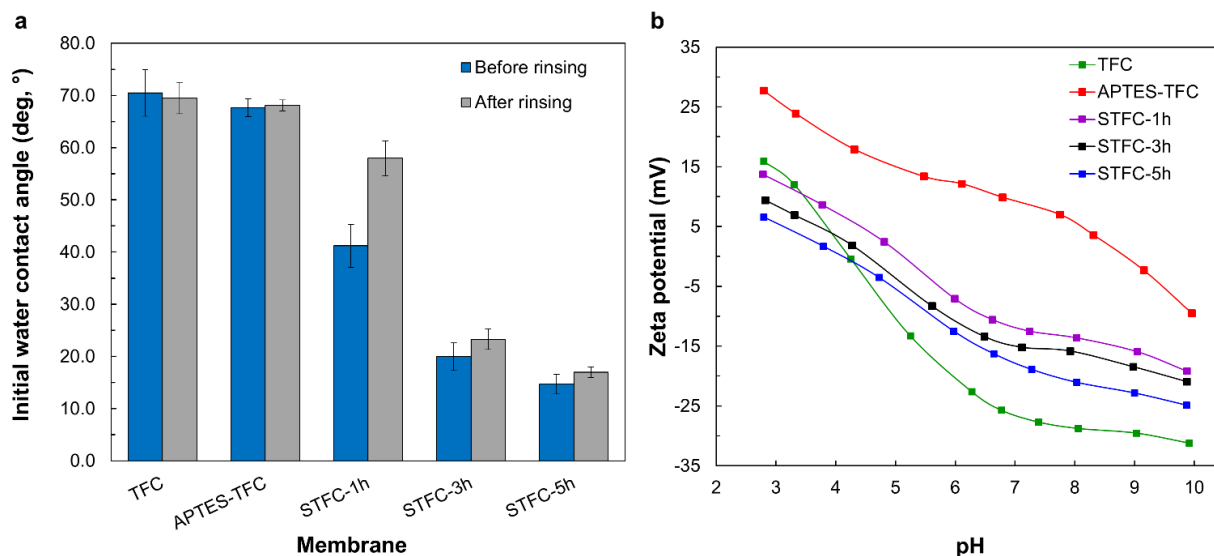 a
Initial water contact angle (deg, °)
80.0
70.0
60.0
50.0
40.0
30.0
20.0
10.0
0.0
Before rinsing
After rinsing
TFC
APTES-TFC
STFC-1h
STFC-3h
STFC-5h
Membrane
b
Zeta potential (mV)
35
25
15
5
-5
-15
-25
-35
TFC
APTES-TFC
STFC-1h
STFC-3h
STFC-5h
2 3 4 5 6 7 8 9 10
pH